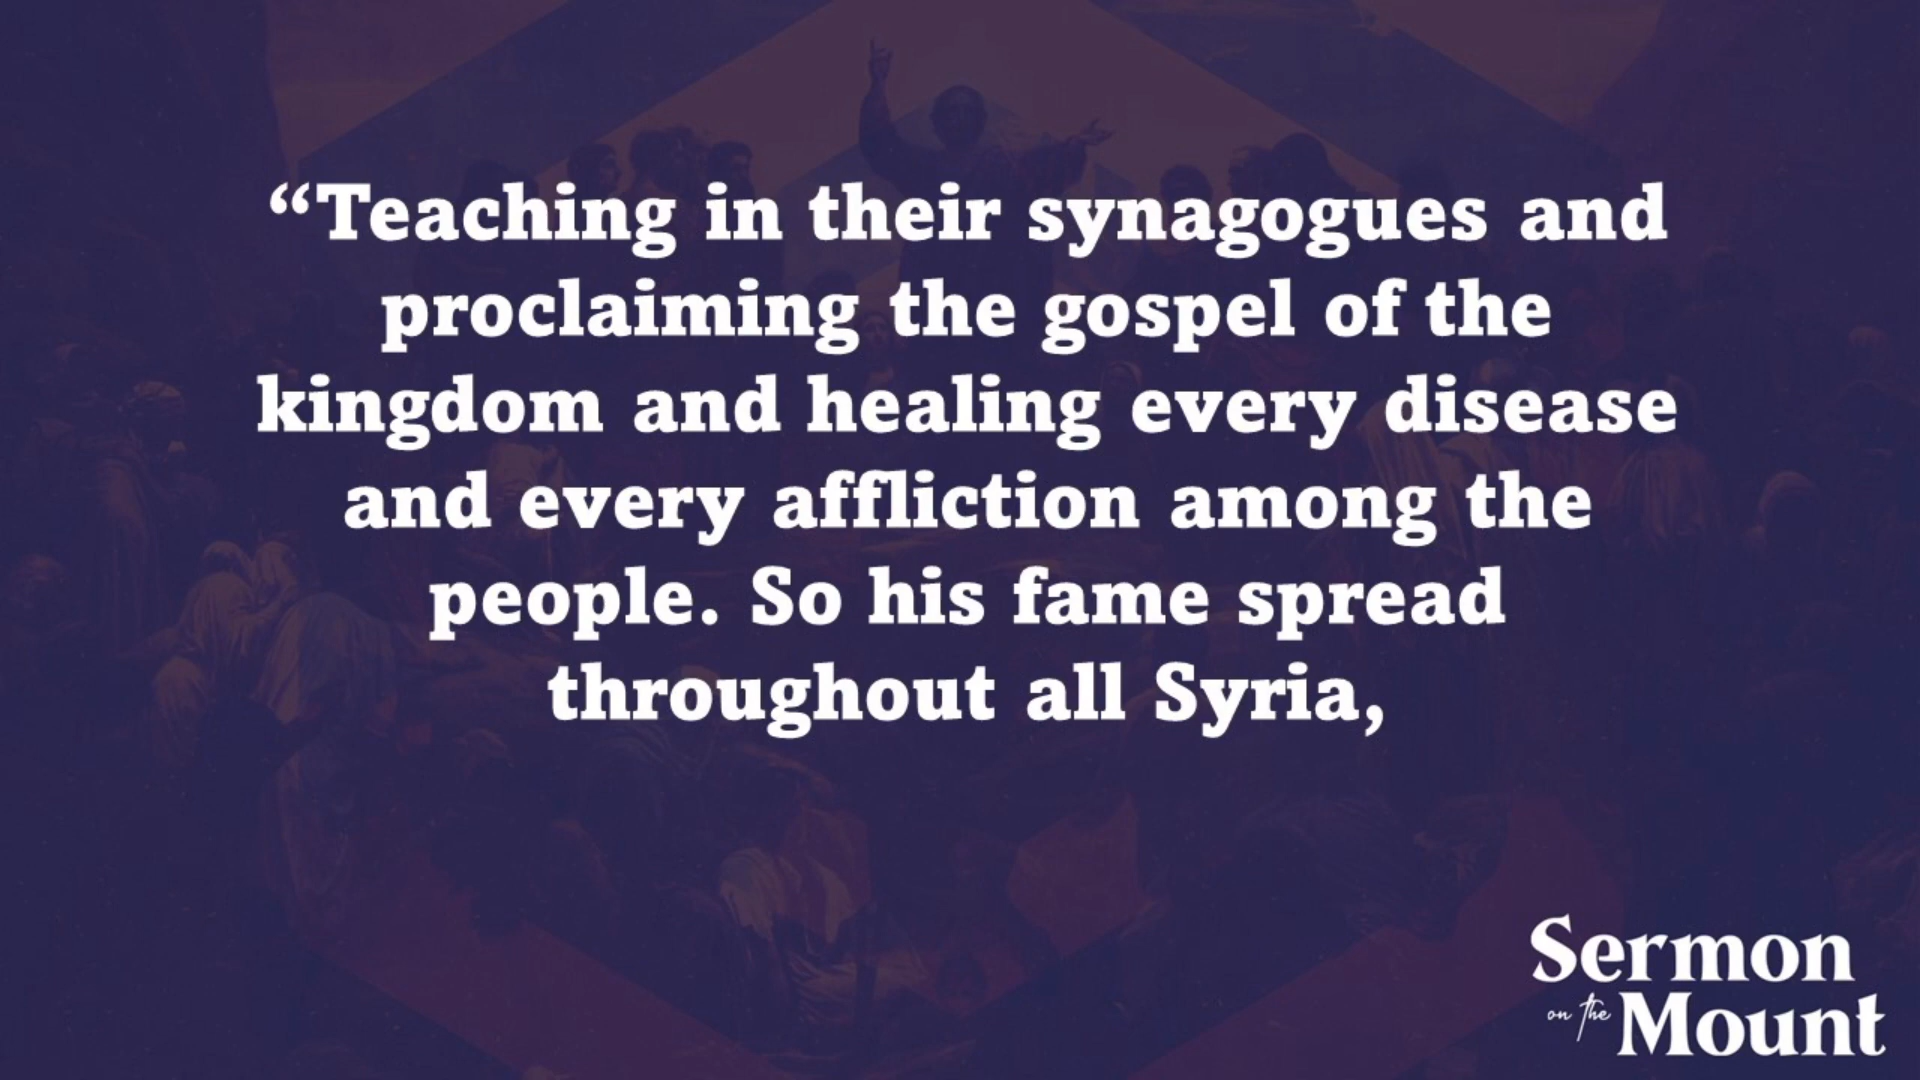 “Teaching in their synagogues and
proclaiming the gospel of the
kingdom and healing every disease
and every affliction among the
people. So his fame spread
throughout all Syria,
Sermon
on the
Mount